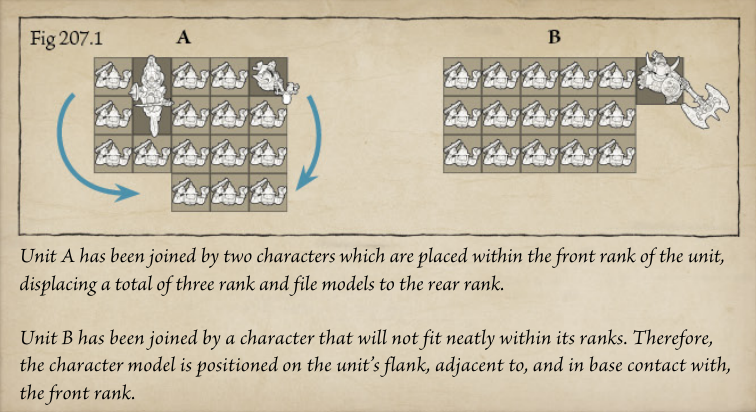 Fig 207.1
A
B
Unit A has been joined by two characters which are placed within the front rank of the unit,
displacing a total of three rank and file models to the rear rank.
Unit B has been joined by a character that will not fit neatly within its ranks. Therefore,
the character model is positioned on the unit's flank, adjacent to, and in base contact with,
the front rank.